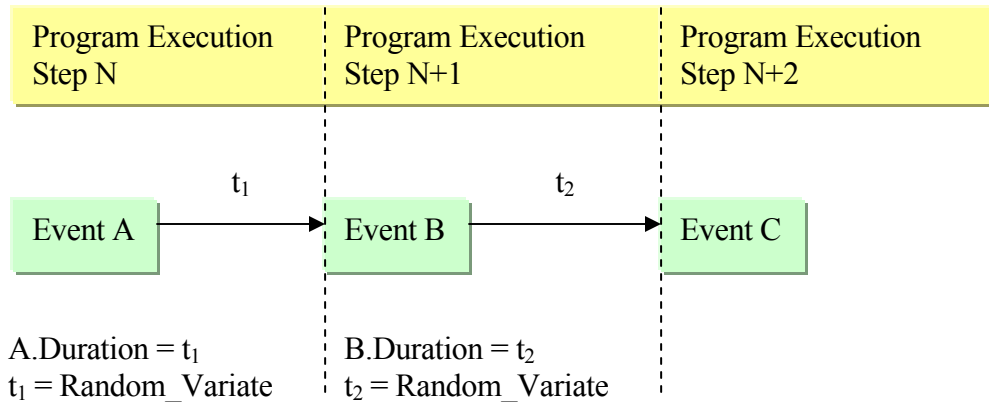 Program Execution
Step N
Program Execution
Step N+1
Program Execution
Step N+2
t₁
t₂
Event A
Event B
Event C
A.Duration = t₁
t₁ = Random_Variate
B.Duration = t₂
t₂ = Random_Variate